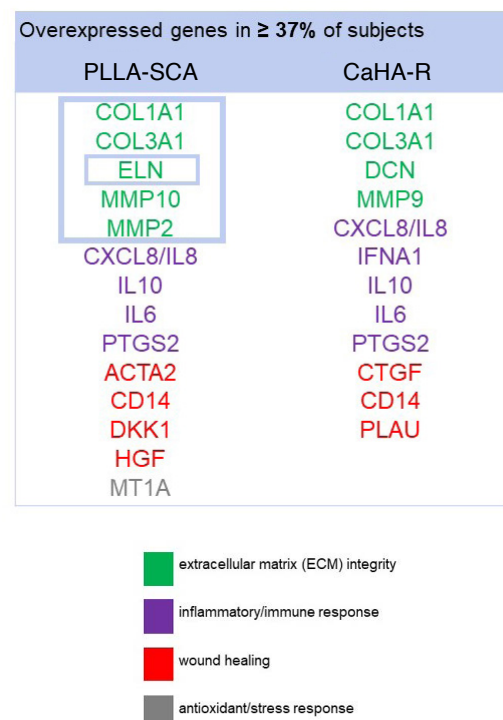 Overexpressed genes in ≥ 37% of subjects
PLLA-SCA CaHA-R
COL1A1 COL1A1
COL3A1 COL3A1
ELN DCN
MMP10 MMP9
MMP2 CXCL8/IL8
CXCL8/IL8 IFNA1
IL10 IL10
IL6 IL6
PTGS2 PTGS2
ACTA2 CTGF
CD14 CD14
DKK1 PLAU
HGF
MT1A
extracellular matrix (ECM) integrity
inflammatory/immune response
wound healing
antioxidant/stress response